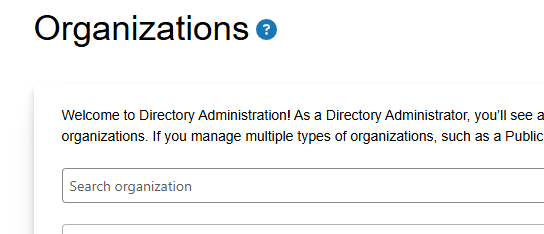 Organizations ?
Welcome to Directory Administration! As a Directory Administrator, you’ll see a
organizations. If you manage multiple types of organizations, such as a Public
Search organization